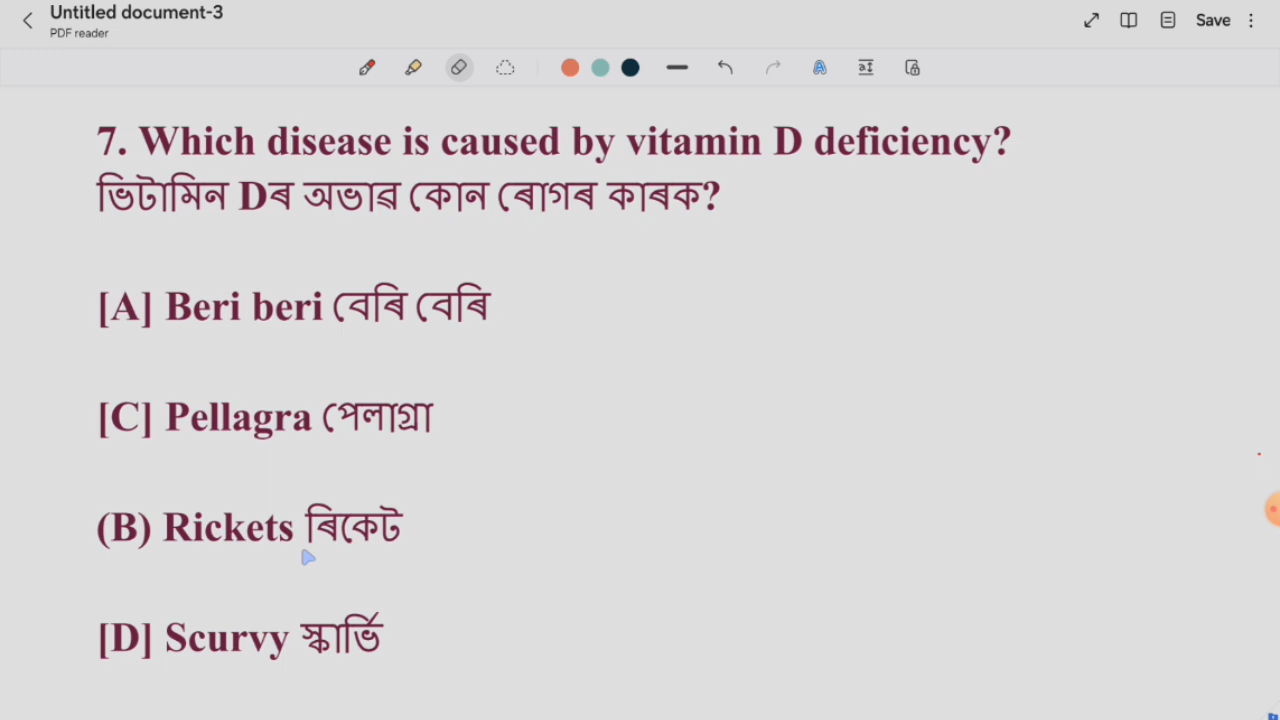 Untitled document-3
PDF reader
Save
7. Which disease is caused by vitamin D deficiency?
ভিটামিন Dৰ অভাৱ কোন ৰোগৰ কাৰক?
[A] Beri beri বেৰি বেৰি
[C] Pellagra পেলাগ্ৰা
(B) Rickets ৰিকেট
[D] Scurvy স্কাৰ্ভি